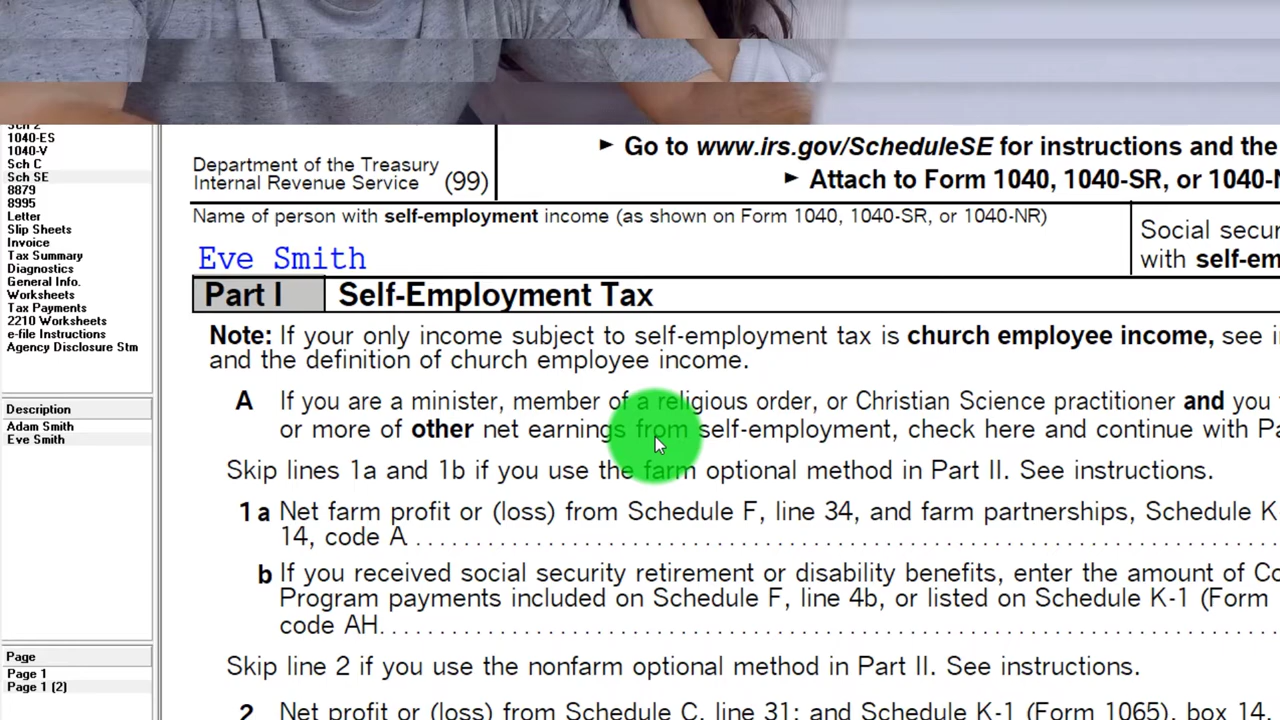 Sch 2
1040-ES
1040-V
Sch C
Sch SE
8879
8995
Letter
Slip Sheets
Invoice
Tax Summary
Diagnostics
General Info.
Worksheets
Tax Payments
2210 Worksheets
e-file Instructions
Agency Disclosure Stm
Description
Adam Smith
Eve Smith
Page
Page 1
Page 1 (2)
Department of the Treasury
Internal Revenue Service (99)
► Go to www.irs.gov/ScheduleSE for instructions and the
► Attach to Form 1040, 1040-SR, or 1040-N
Name of person with self-employment income (as shown on Form 1040, 1040-SR, or 1040-NR)
Eve Smith
Social secur
with self-em
Part I Self-Employment Tax
Note: If your only income subject to self-employment tax is church employee income, see i
and the definition of church employee income.
A If you are a minister, member of a religious order, or Christian Science practitioner and you
or more of other net earnings from self-employment, check here and continue with Pa
Skip lines 1a and 1b if you use the farm optional method in Part II. See instructions.
1a Net farm profit or (loss) from Schedule F, line 34, and farm partnerships, Schedule K
14, code A
b If you received social security retirement or disability benefits, enter the amount of Co
Program payments included on Schedule F, line 4b, or listed on Schedule K-1 (Form
code AH.
Skip line 2 if you use the nonfarm optional method in Part II. See instructions.
2 Net profit or (loss) from Schedule C, line 31; and Schedule K-1 (Form 1065), box 14,